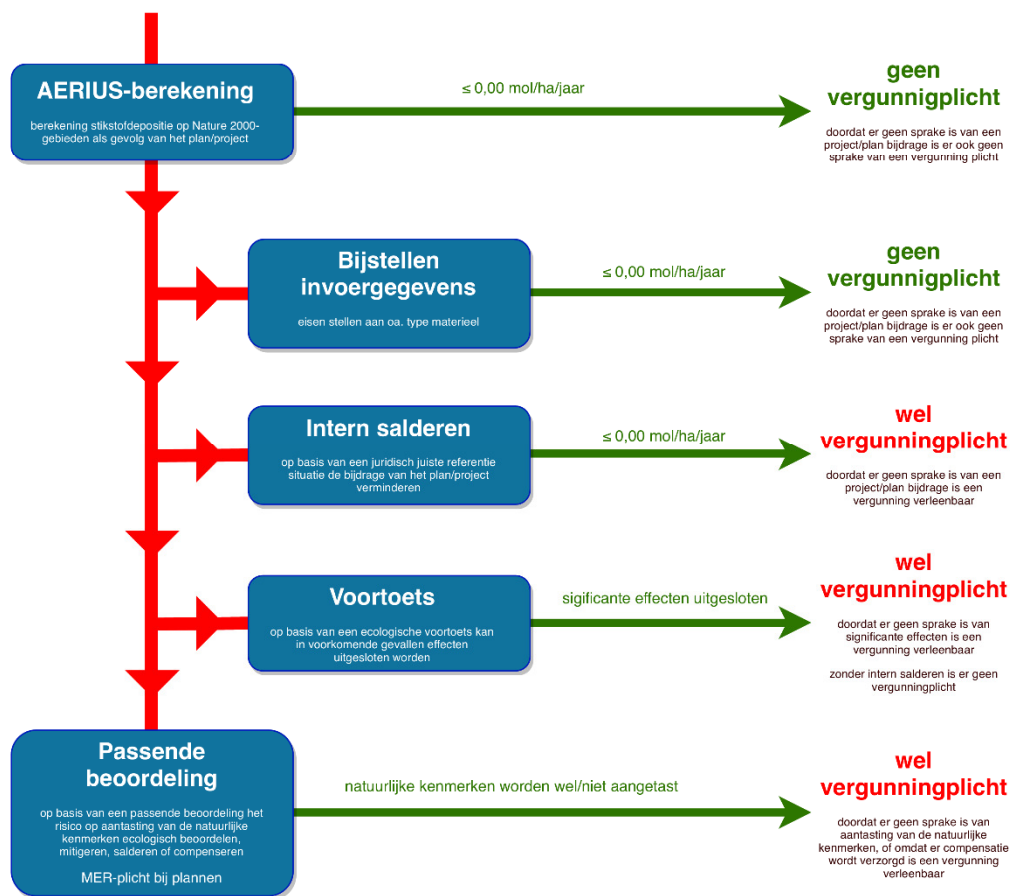 AERIUS-berekening
berekening stikstofdepositie op Nature 2000-
gebieden als gevolg van het plan/project
≤ 0,00 mol/ha/jaar
geen
vergunnigplicht
doordat er geen sprake is van een
project/plan bijdrage is er ook geen
sprake van een vergunning plicht
Bijstellen
invoergegevens
eisen stellen aan oa. type materieel
≤ 0,00 mol/ha/jaar
geen
vergunnigplicht
doordat er geen sprake is van een
project/plan bijdrage is er ook geen
sprake van een vergunning plicht
Intern salderen
op basis van een juridisch juiste referentie
situatie de bijdrage van het plan/project
verminderen
≤ 0,00 mol/ha/jaar
wel
vergunningplicht
doordat er geen sprake is van een
project/plan bijdrage is een
vergunning verleenbaar
Voortoets
op basis van een ecologische voortoets kan
in voorkomende gevallen effecten
uitgesloten worden
sigificante effecten uitgesloten
wel
vergunningplicht
doordat er geen sprake is van
significante effecten is een
vergunning verleenbaar
zonder intern salderen is er geen
vergunningplicht
Passende
beoordeling
op basis van een passende beoordeling het
risico op aantasting van de natuurlijke
kenmerken ecologisch beoordelen,
mitigeren, salderen of compenseren
MER-plicht bij plannen
natuurlijke kenmerken worden wel/niet aangetast
wel
vergunningplicht
doordat er geen sprake is van
aantasting van de natuurlijke
kenmerken, of omdat er compensatie
wordt verzorgd is een vergunning
verleenbaar